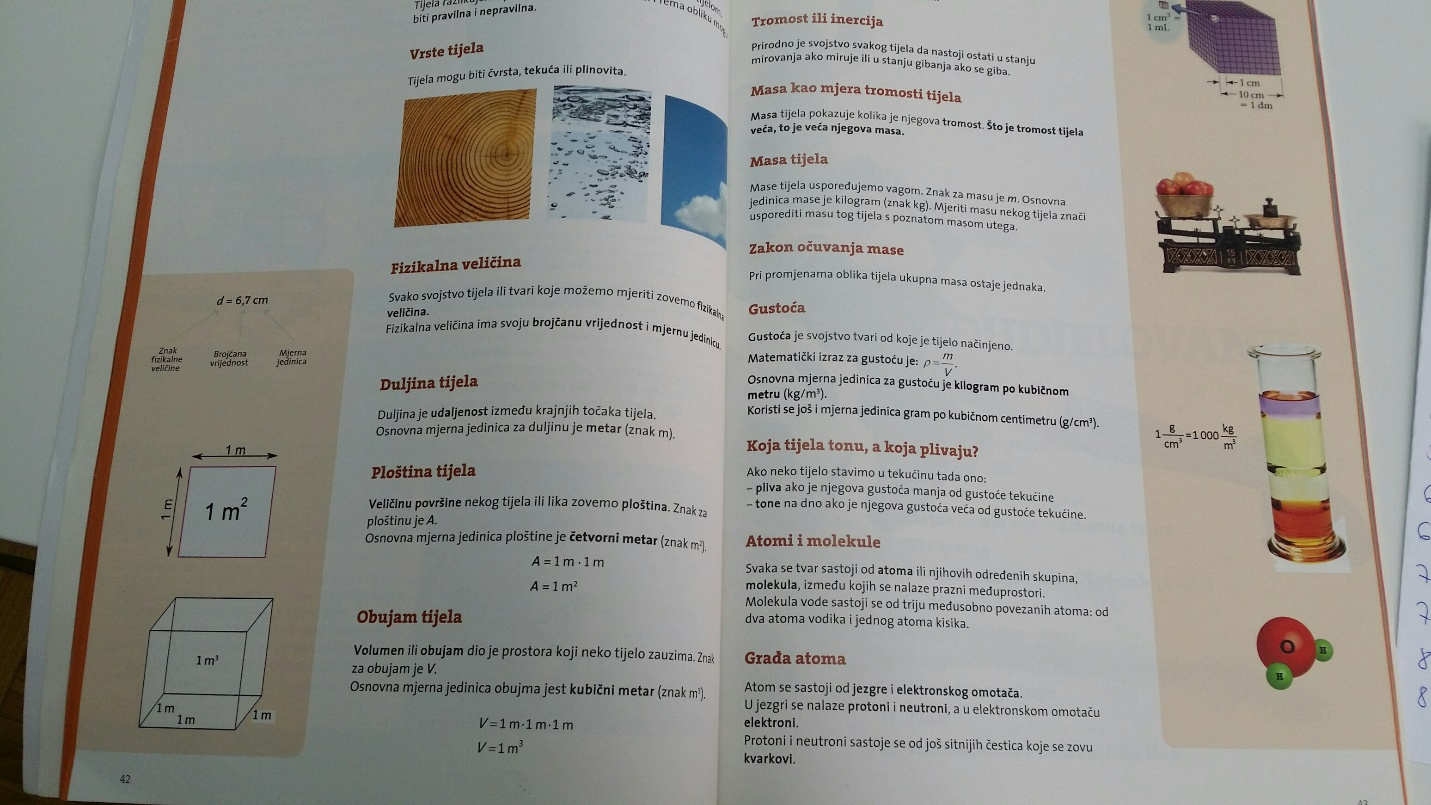 Tijela
biti pravilna i nepravilna.
Vrste tijela
Tijela mogu biti čvrsta, tekuća ili plinovita.
Fizikalna veličina
Svako svojstvo tijela ili tvari koje možemo mjeriti zovemo fizikalna
veličina.
Fizikalna veličina ima svoju brojčanu vrijednost i mjernu jedinicu.
d = 6,7 cm
Znak
fizikalne
veličine
Brojčana
vrijednost
Mjerna
jedinica
Duljina tijela
Duljina je udaljenost između krajnjih točaka tijela.
Osnovna mjerna jedinica za duljinu je metar (znak m).
Ploština tijela
Veličinu površine nekog tijela ili lika zovemo ploština. Znak za
ploštinu je A.
Osnovna mjerna jedinica ploštine je četvorni metar (znak m²).
A = 1 m · 1 m
A = 1 m²
1 m
1 m
1 m²
Obujam tijela
Volumen ili obujam dio je prostora koji neko tijelo zauzima. Znak
za obujam je V.
Osnovna mjerna jedinica obujma jest kubični metar (znak m³).
V = 1 m·1 m·1 m
V = 1 m³
1 m³
1 m
1 m
1 m
42
Tromost ili inercija
Prirodno je svojstvo svakog tijela da nastoji ostati u stanju
mirovanja ako miruje ili u stanju gibanja ako se giba.
Masa kao mjera tromosti tijela
Masa tijela pokazuje kolika je njegova tromost. Što je tromost tijela
veća, to je veća njegova masa.
Masa tijela
Mase tijela uspoređujemo vagom. Znak za masu je m. Osnovna
jedinica mase je kilogram (znak kg). Mjeriti masu nekog tijela znači
usporediti masu tog tijela s poznatom masom utega.
Zakon očuvanja mase
Pri promjenama oblika tijela ukupna masa ostaje jednaka.
Gustoća
Gustoća je svojstvo tvari od koje je tijelo načinjeno.
Matematički izraz za gustoću je: ρ = m/V.
Osnovna mjerna jedinica za gustoću je kilogram po kubičnom
metru (kg/m³).
Koristi se još i mjerna jedinica gram po kubičnom centimetru (g/cm³).
Koja tijela tonu, a koja plivaju?
Ako neko tijelo stavimo u tekućinu tada ono:
– pliva ako je njegova gustoća manja od gustoće tekućine
– tone na dno ako je njegova gustoća veća od gustoće tekućine.
Atomi i molekule
Svaka se tvar sastoji od atoma ili njihovih određenih skupina,
molekula, između kojih se nalaze prazni međuprostori.
Molekula vode sastoji se od triju međusobno povezanih atoma: od
dva atoma vodika i jednog atoma kisika.
Građa atoma
Atom se sastoji od jezgre i elektronskog omotača.
U jezgri se nalaze protoni i neutroni, a u elektronskom omotaču
elektroni.
Protoni i neutroni sastoje se od još sitnijih čestica koje se zovu
kvarkovi.
1 cm³ =
1 ml.
1 cm
10 cm
= 1 dm
1 g/cm³ = 1 000 kg/m³
O
H
H
43
6
7
7
8
8